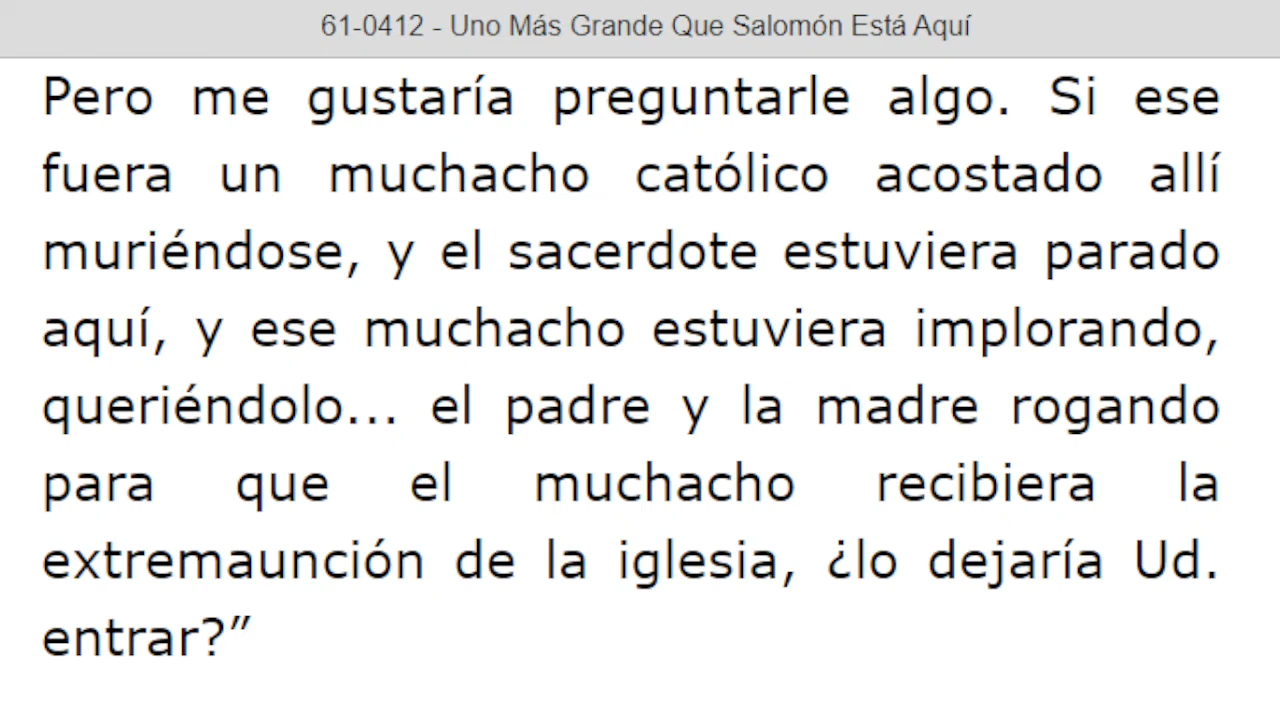 61-0412 - Uno Más Grande Que Salomón Está Aquí
Pero me gustaría preguntarle algo. Si ese
fuera un muchacho católico acostado allí
muriéndose, y el sacerdote estuviera parado
aquí, y ese muchacho estuviera implorando,
queriéndolo... el padre y la madre rogando
para que el muchacho recibiera la
extremaunción de la iglesia, ¿lo dejaría Ud.
entrar?”